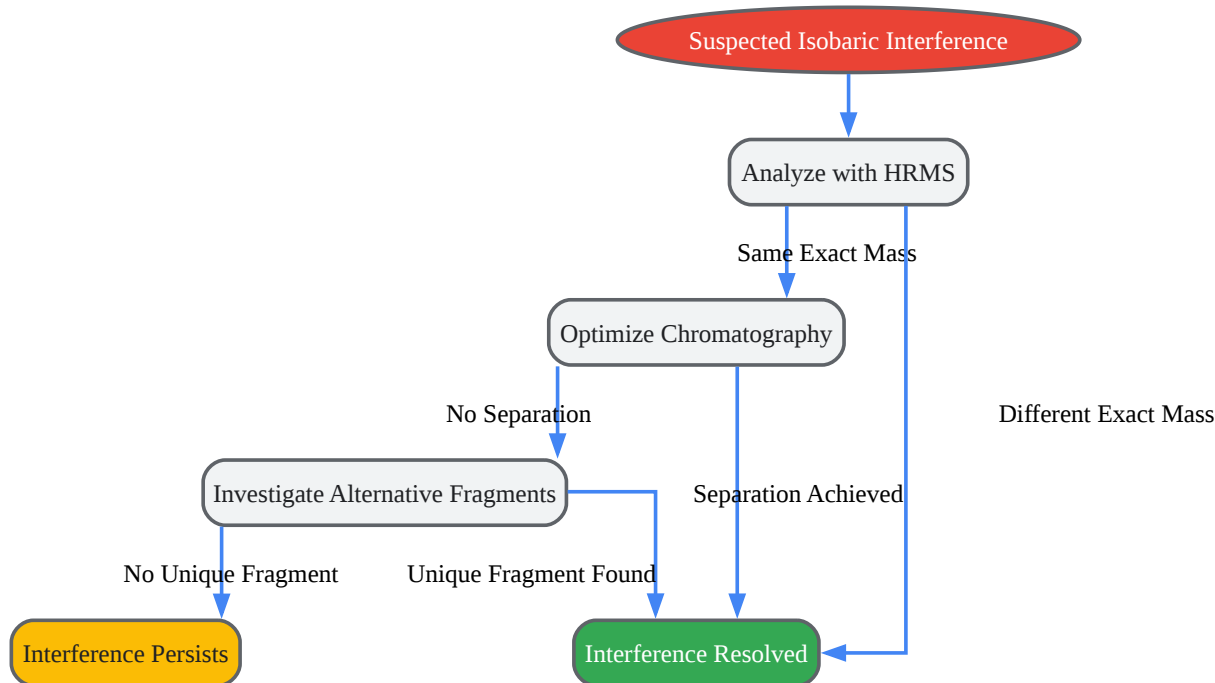 Suspected Isobaric Interference
Analyze with HRMS
Same Exact Mass
Optimize Chromatography
No Separation
Different Exact Mass
Investigate Alternative Fragments
Separation Achieved
No Unique Fragment
Unique Fragment Found
Interference Persists
Interference Resolved